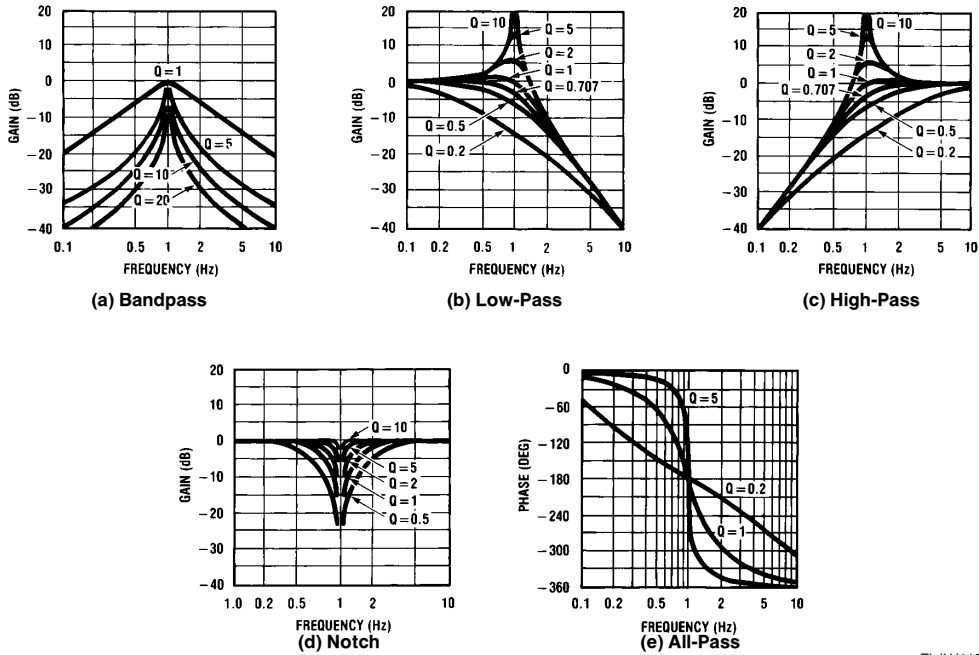 20
10
0
−10
−20
−30
−40
GAIN (dB)
Q = 1
Q = 5
Q = 10
Q = 20
0.1
0.5
1
2
5
10
FREQUENCY (Hz)
(a) Bandpass
20
10
0
−10
−20
−30
−40
GAIN (dB)
Q = 10
Q = 5
Q = 2
Q = 1
Q = 0.707
Q = 0.5
Q = 0.2
0.1
0.2
0.5
1
2
5
10
FREQUENCY (Hz)
(b) Low-Pass
20
10
0
−10
−20
−30
−40
GAIN (dB)
Q = 10
Q = 5
Q = 2
Q = 1
Q = 0.707
Q = 0.5
Q = 0.2
0.1
0.2
0.5
1
2
5
10
FREQUENCY (Hz)
(c) High-Pass
20
10
0
−10
−20
−30
−40
GAIN (dB)
Q = 10
Q = 5
Q = 2
Q = 1
Q = 0.5
1.0
0.2
0.5
1
2
10
FREQUENCY (Hz)
(d) Notch
0
−60
−120
−180
−240
−300
−360
PHASE (DEG)
Q = 5
Q = 0.2
Q = 1
0.1
0.2
0.5
1
2
5
10
FREQUENCY (Hz)
(e) All-Pass